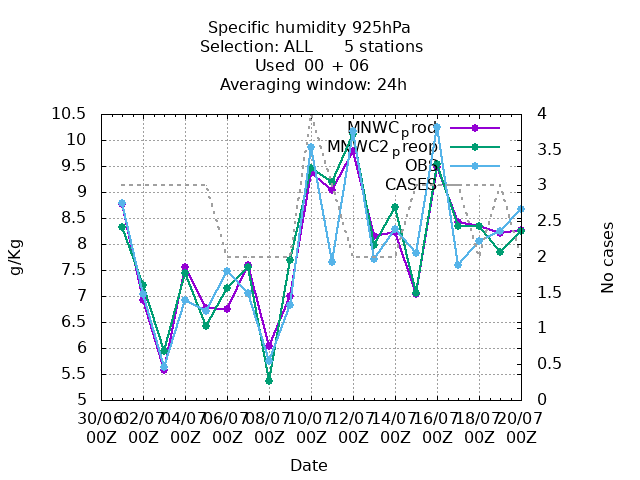 Specific humidity 925hPa
Selection: ALL 5 stations
Used 00 + 06
Averaging window: 24h
10.5
10
9.5
9
8.5
8
7.5
7
6.5
6
5.5
5
g/Kg
MNWC_prod
MNWC2_preop
OBS
CASES
4
3.5
3
2.5
2
1.5
1
0.5
0
No cases
30/06 02/07 04/07 06/07 08/07 10/07 12/07 14/07 16/07 18/07 20/07
00Z 00Z 00Z 00Z 00Z 00Z 00Z 00Z 00Z 00Z 00Z
Date